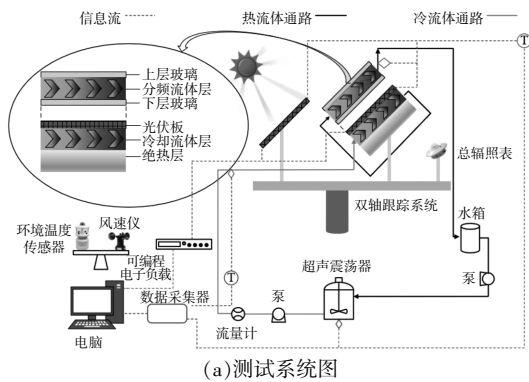 信息流
热流体通路
冷流体通路
T
上层玻璃
分频流体层
下层玻璃
光伏板
冷却流体层
绝热层
总辐照表
双轴跟踪系统
水箱
环境温度
传感器
风速仪
可编程
电子负载
超声震荡器
泵
T
数据采集器
泵
流量计
电脑
(a)测试系统图